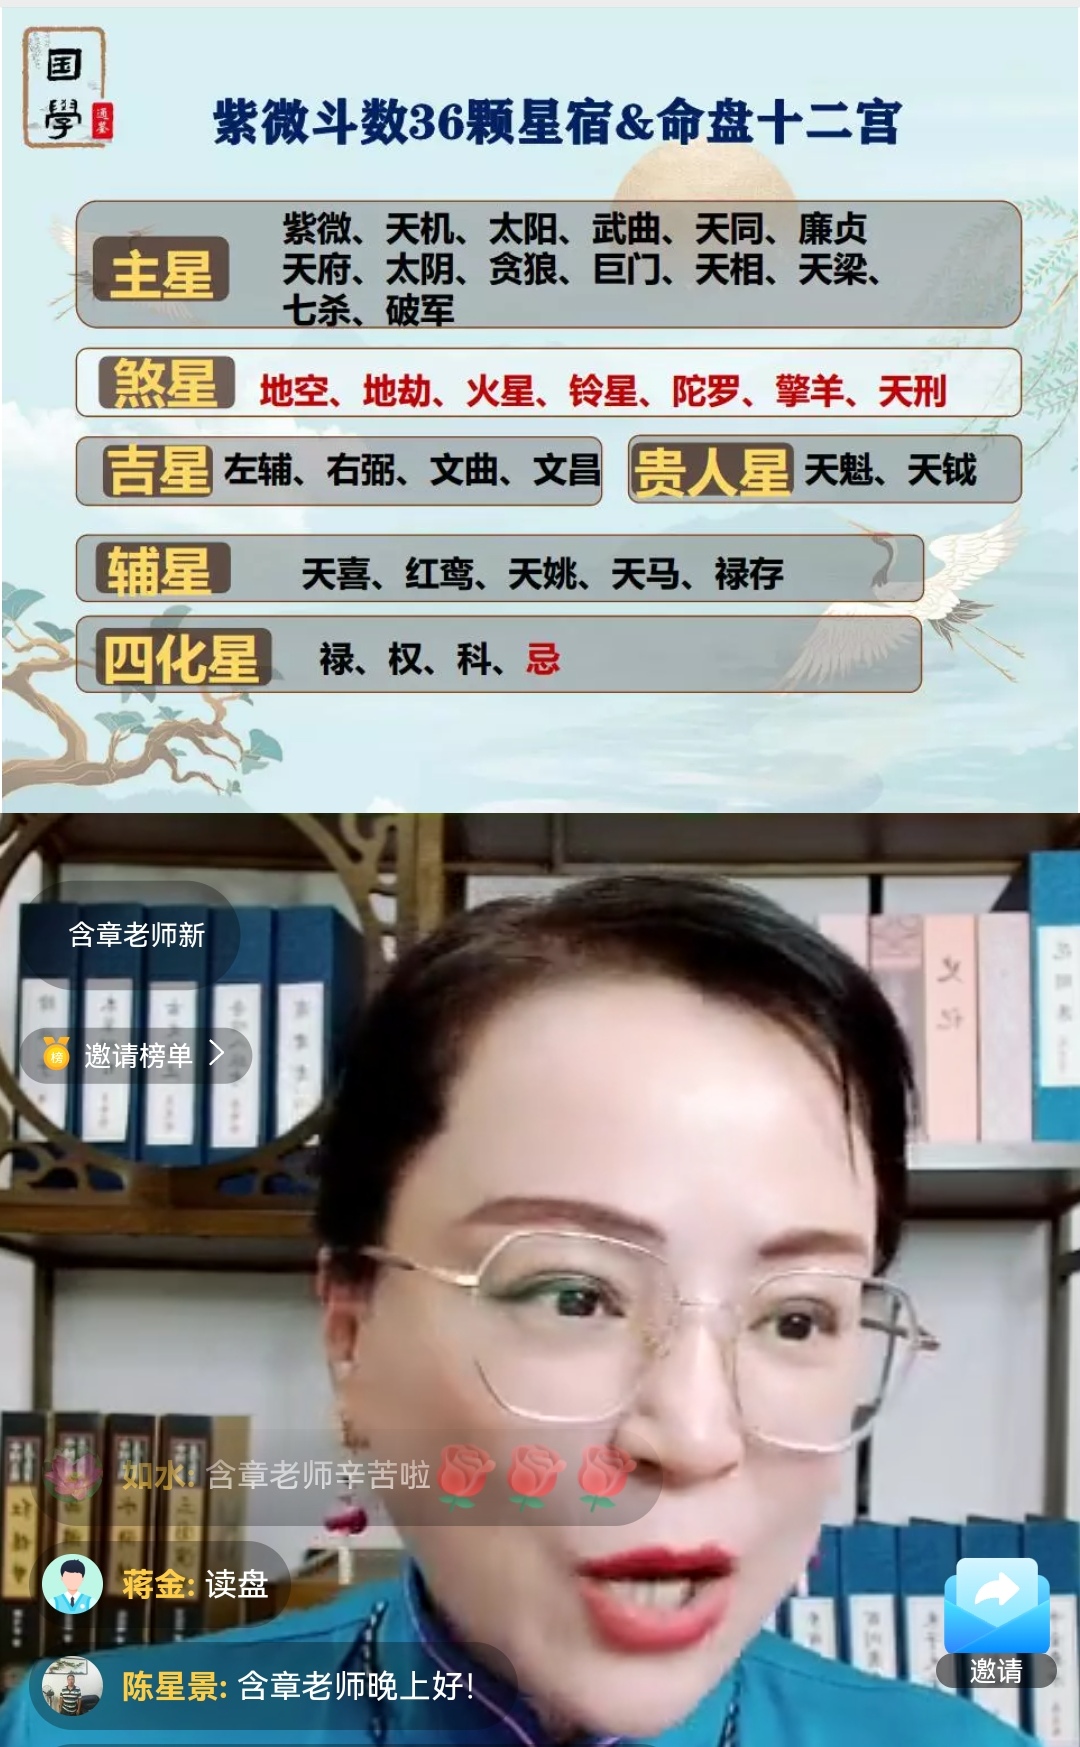 国
學
通鉴
紫微斗数36颗星宿&命盘十二宫
主星
紫微、天机、太阳、武曲、天同、廉贞
天府、太阴、贪狼、巨门、天相、天梁、
七杀、破军
煞星 地空、地劫、火星、铃星、陀罗、擎羊、天刑
吉星 左辅、右弼、文曲、文昌
贵人星 天魁、天钺
辅星 天喜、红鸾、天姚、天马、禄存
四化星 禄、权、科、忌
含章老师新
榜 邀请榜单
史记
如水: 含章老师辛苦啦
蒋金: 读盘
陈星景: 含章老师晚上好!
邀请